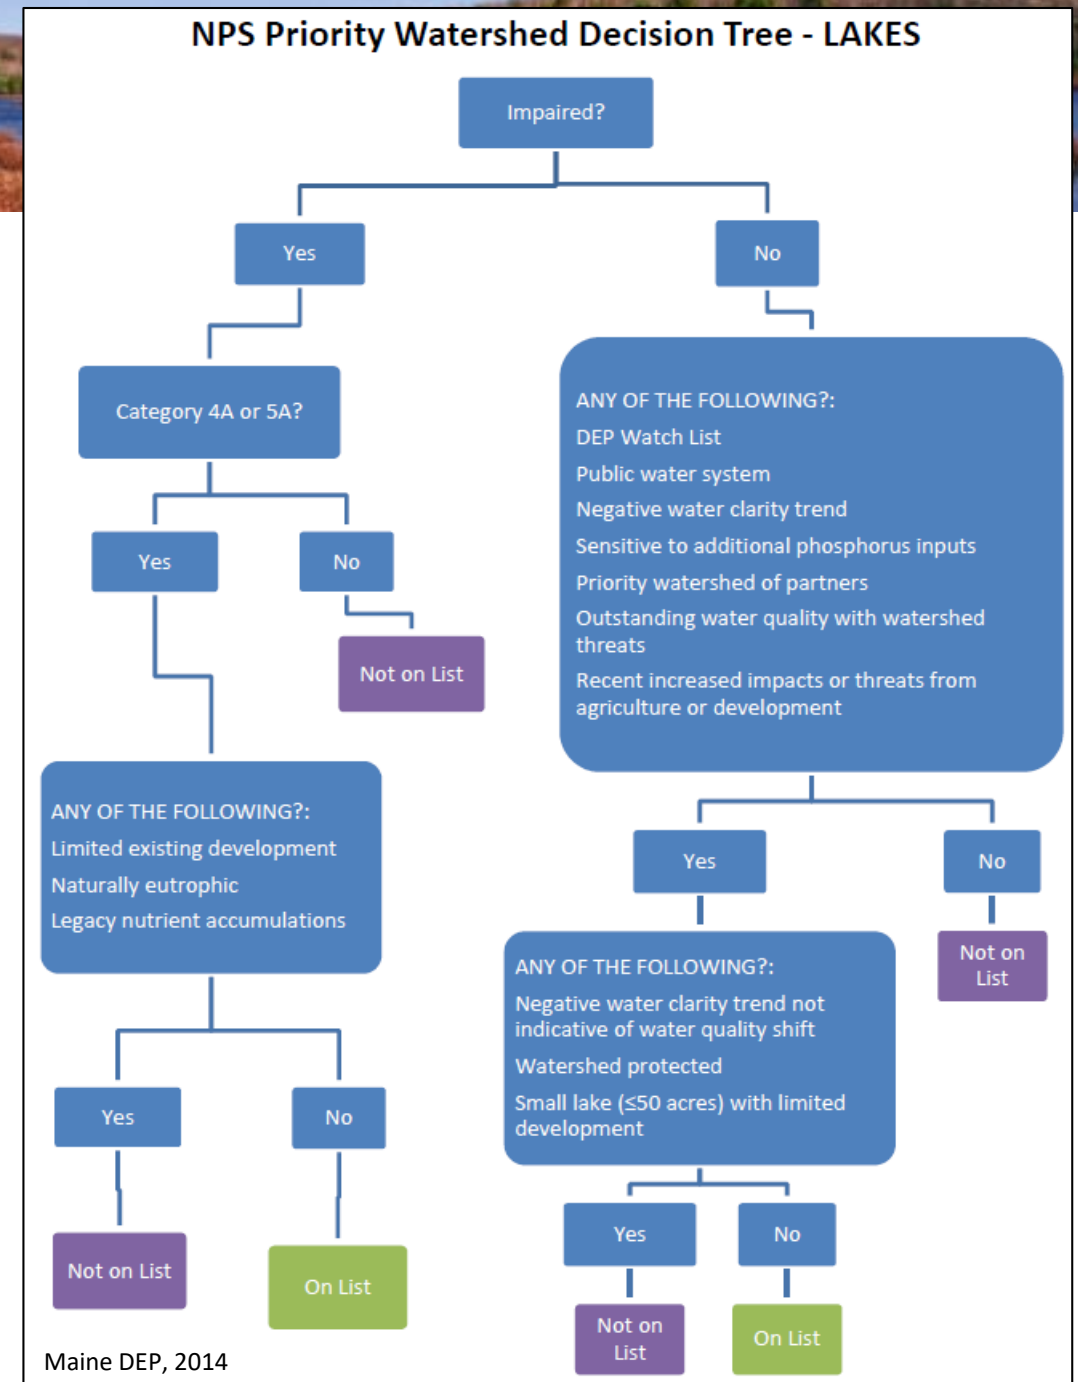 NPS Priority Watershed Decision Tree - LAKES
Impaired?
Yes
No
Category 4A or 5A?
Yes
No
Not on List
ANY OF THE FOLLOWING?:
Limited existing development
Naturally eutrophic
Legacy nutrient accumulations
Yes
No
Not on List
On List
ANY OF THE FOLLOWING?:
DEP Watch List
Public water system
Negative water clarity trend
Sensitive to additional phosphorus inputs
Priority watershed of partners
Outstanding water quality with watershed
threats
Recent increased impacts or threats from
agriculture or development
Yes
No
Not on
List
ANY OF THE FOLLOWING?:
Negative water clarity trend not
indicative of water quality shift
Watershed protected
Small lake (≤50 acres) with limited
development
Yes
No
Not on
List
On List
Maine DEP, 2014